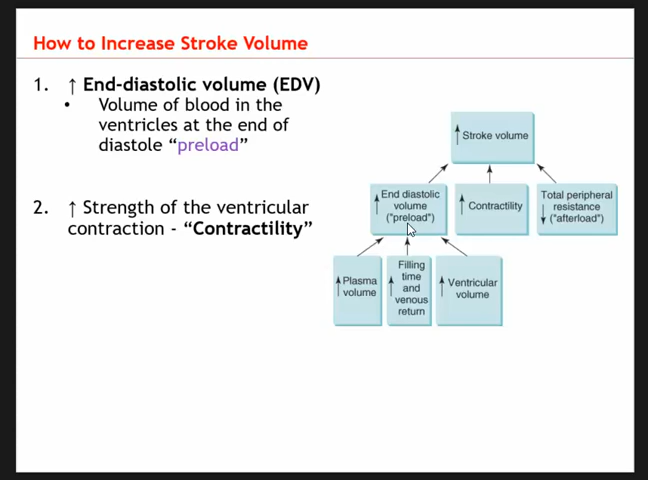 How to Increase Stroke Volume
1. ↑ End-diastolic volume (EDV)
• Volume of blood in the
ventricles at the end of
diastole “preload”
2. ↑ Strength of the ventricular
contraction - “Contractility”
↑ Stroke volume
End diastolic
↑ volume
("preload")
↑ Contractility
Total peripheral
resistance
↓ ("afterload")
↑ Plasma
volume
Filling
time
↑ and
venous
return
↑ Ventricular
volume